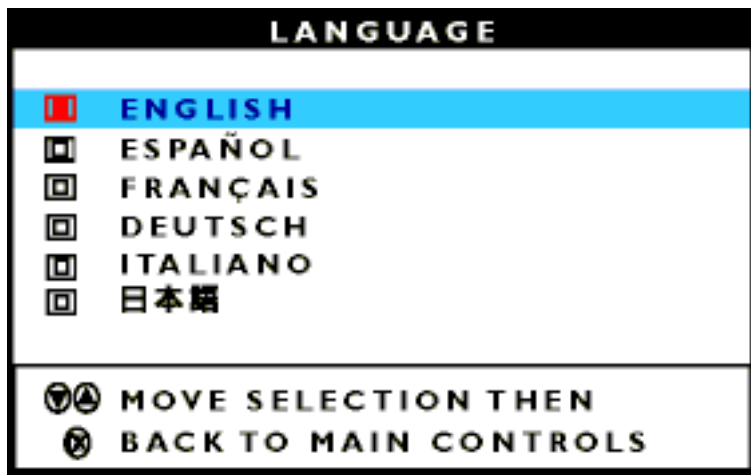 LANGUAGE
ENGLISH
ESPAÑOL
FRANÇAIS
DEUTSCH
ITALIANO
日本語
MOVE SELECTION THEN
BACK TO MAIN CONTROLS